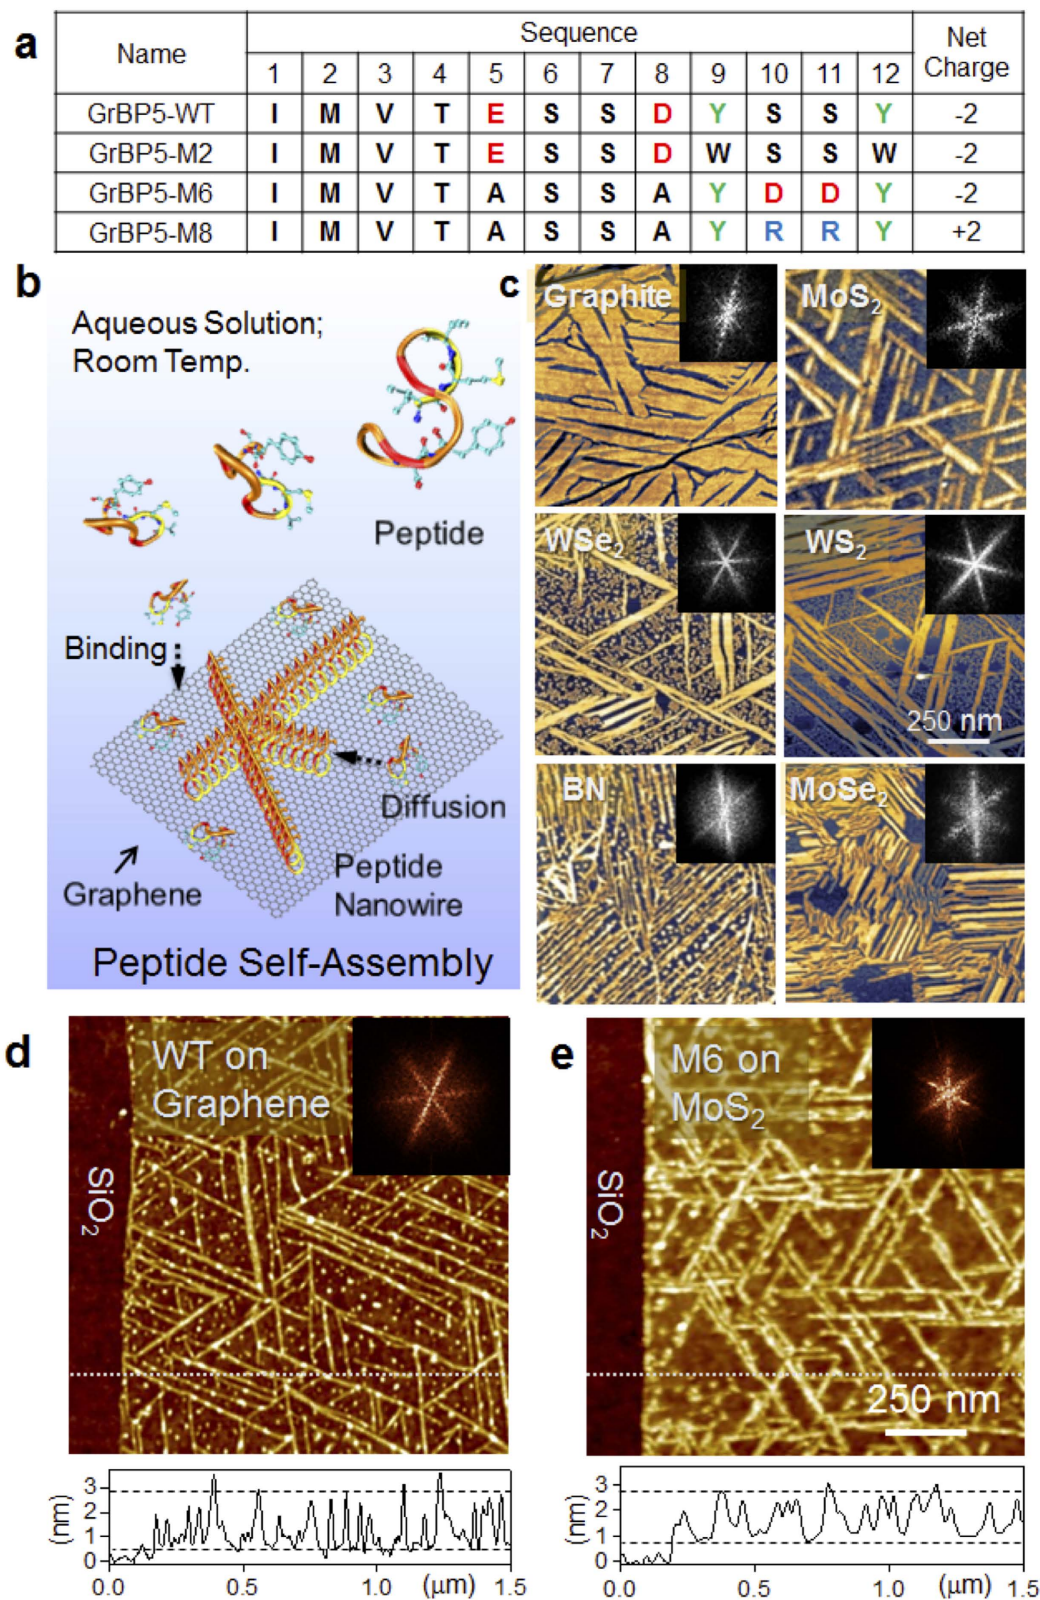 a
Name Sequence Net Charge
1 2 3 4 5 6 7 8 9 10 11 12
GrBP5-WT I M V T E S S D Y S S Y -2
GrBP5-M2 I M V T E S S D W S S W -2
GrBP5-M6 I M V T A S S A Y D D Y -2
GrBP5-M8 I M V T A S S A Y R R Y +2
b
Aqueous Solution;
Room Temp.
Peptide
Binding
Diffusion
Graphene
Peptide
Nanowire
Peptide Self-Assembly
c
Graphite
MoS2
WSe2
WS2
250 nm
BN
MoSe2
d
WT on
Graphene
SiO2
(nm)
3
2
1
0
0.0 0.5 1.0 (μm) 1.5
e
M6 on
MoS2
SiO2
250 nm
(nm)
3
2
1
0
0.0 0.5 1.0 (μm) 1.5